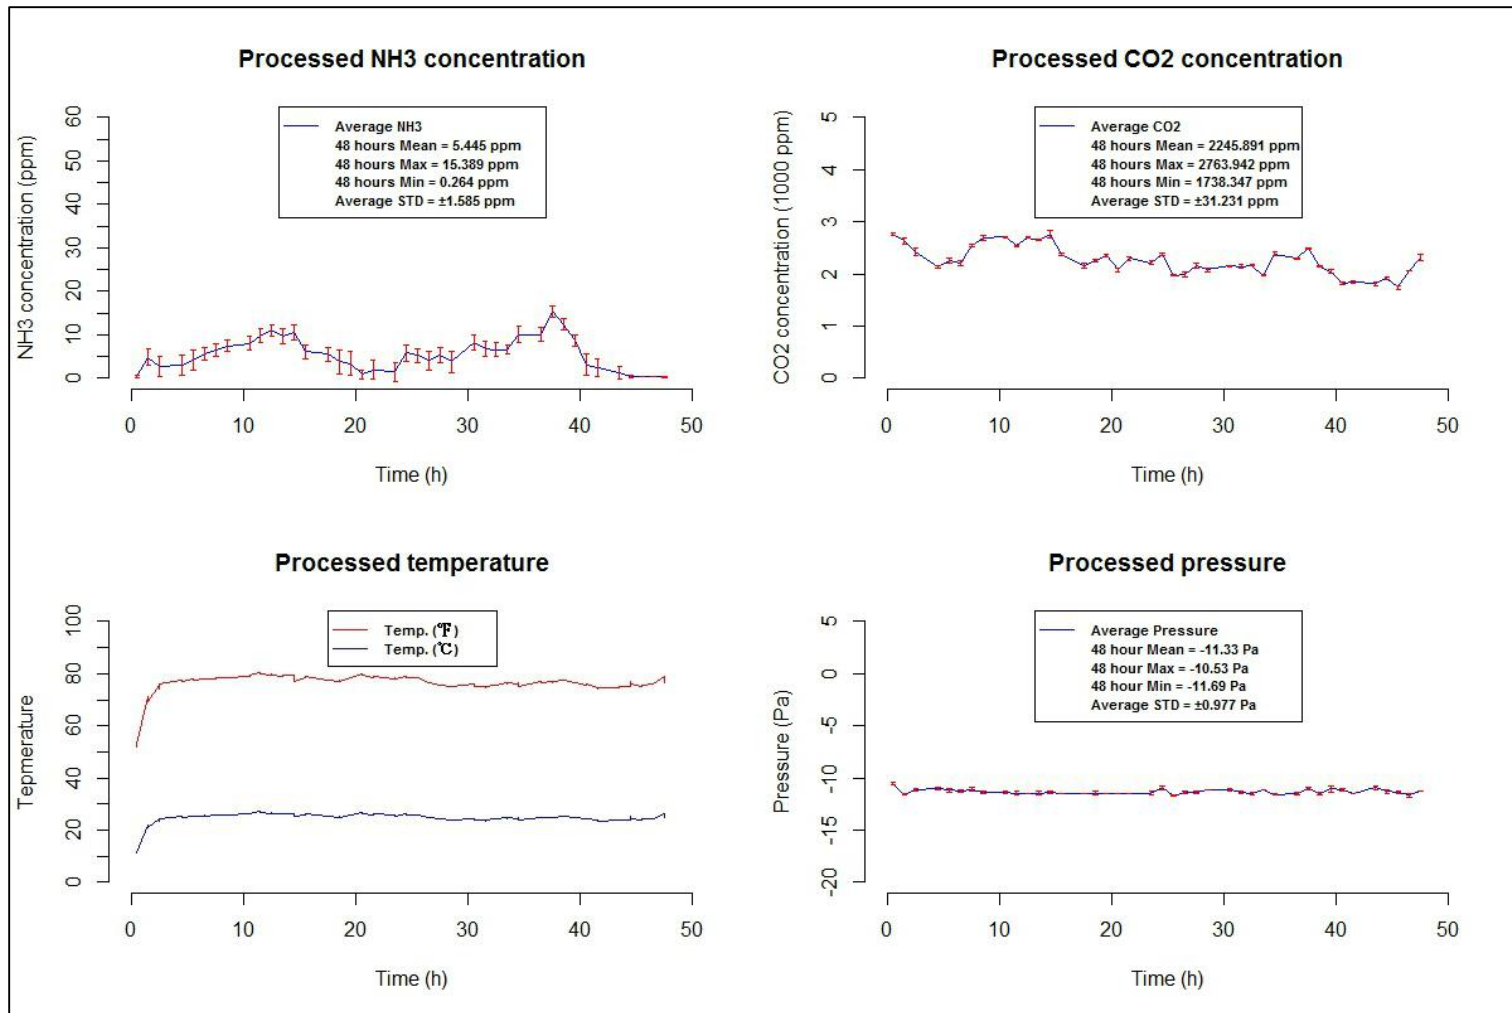 Processed NH3 concentration
NH3 concentration (ppm)
60
50
40
30
20
10
0
Average NH3
48 hours Mean = 5.445 ppm
48 hours Max = 15.389 ppm
48 hours Min = 0.264 ppm
Average STD = ±1.585 ppm
0 10 20 30 40 50
Time (h)
Processed CO2 concentration
CO2 concentration (1000 ppm)
5
4
3
2
1
0
Average CO2
48 hours Mean = 2245.891 ppm
48 hours Max = 2763.942 ppm
48 hours Min = 1738.347 ppm
Average STD = ±31.231 ppm
0 10 20 30 40 50
Time (h)
Processed temperature
Tepmerature
100
80
60
40
20
0
Temp. (℉)
Temp. (℃)
0 10 20 30 40 50
Time (h)
Processed pressure
Pressure (Pa)
5
0
-5
-10
-15
-20
Average Pressure
48 hour Mean = -11.33 Pa
48 hour Max = -10.53 Pa
48 hour Min = -11.69 Pa
Average STD = ±0.977 Pa
0 10 20 30 40 50
Time (h)